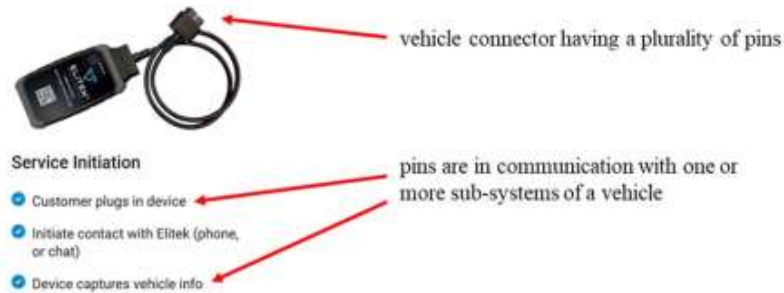 ELITEK
vehicle connector having a plurality of pins
Service Initiation
pins are in communication with one or
more sub-systems of a vehicle
Customer plugs in device
Initiate contact with Elitek (phone,
or chat)
Device captures vehicle info